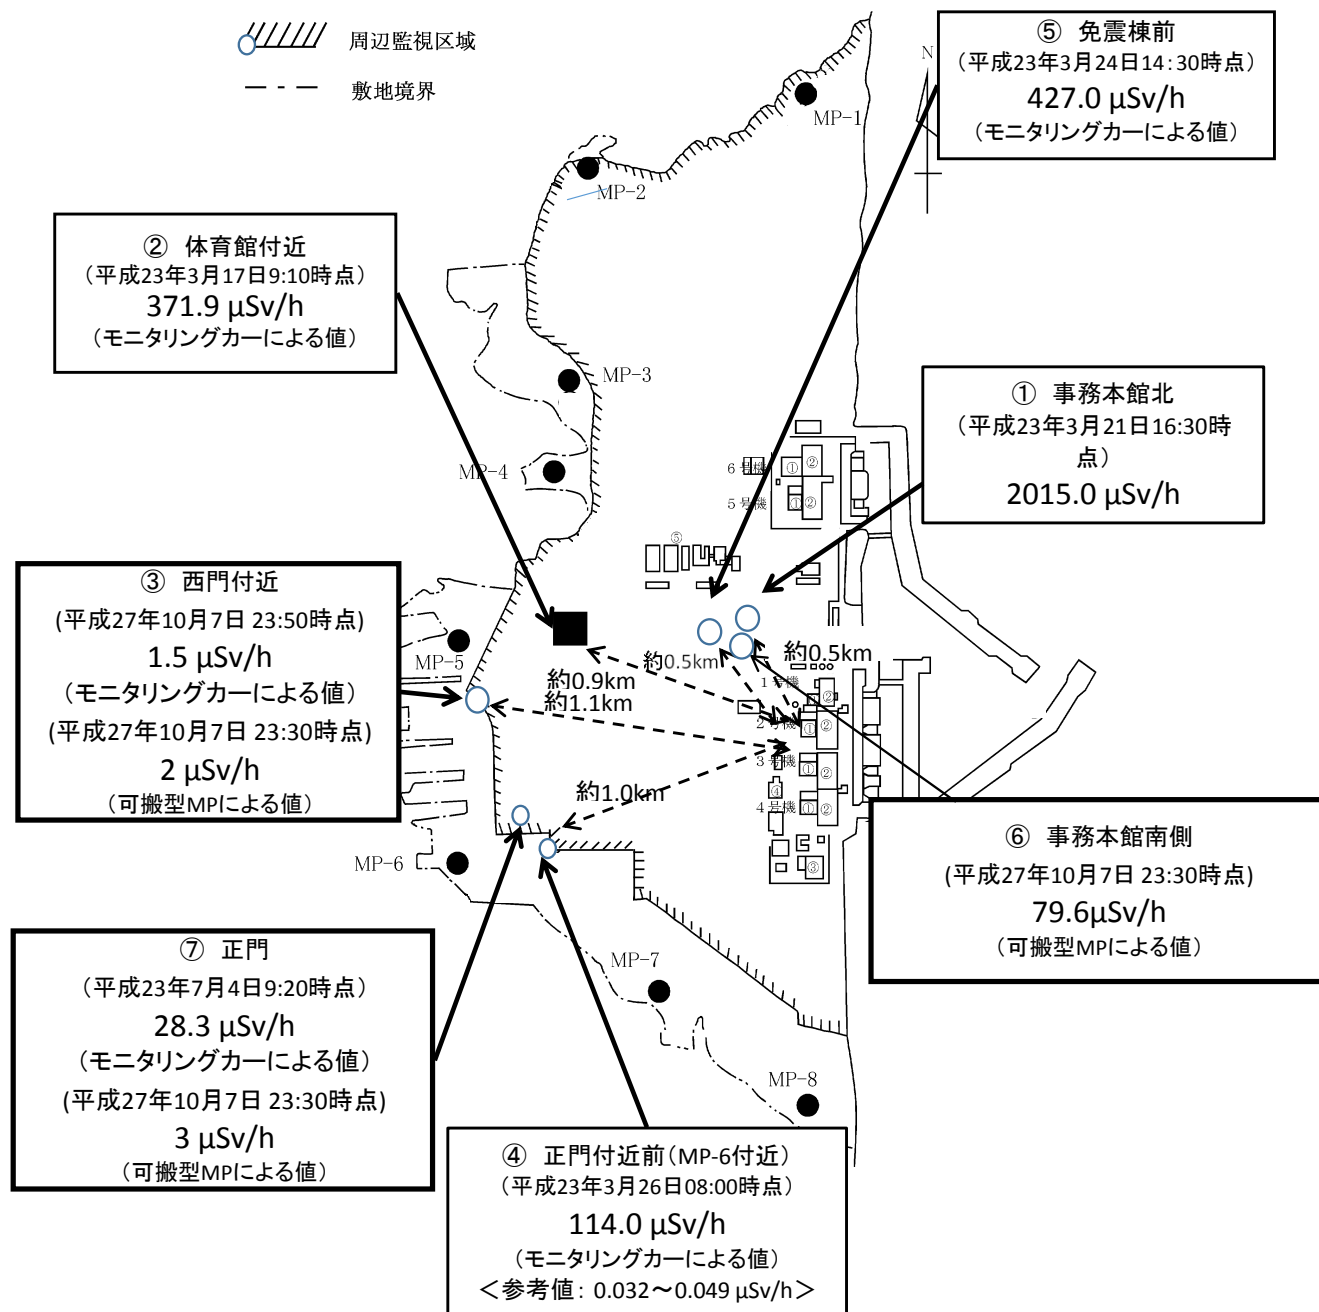 周辺監視区域
敷地境界
⑤ 免震棟前
(平成23年3月24日14:30時点)
427.0 μSv/h
(モニタリングカーによる値)
N
MP-1
MP-2
② 体育館付近
(平成23年3月17日9:10時点)
371.9 μSv/h
(モニタリングカーによる値)
MP-3
① 事務本館北
(平成23年3月21日16:30時
点)
2015.0 μSv/h
MP-4
6号機
① ②
5号機
① ②
⑤
③ 西門付近
(平成27年10月7日 23:50時点)
1.5 μSv/h
(モニタリングカーによる値)
(平成27年10月7日 23:30時点)
2 μSv/h
(可搬型MPによる値)
MP-5
約0.5km
約0.5km
約0.9km
約1.1km
1号機
②
2号機
① ②
3号機
① ②
約1.0km
④
4号機
① ②
③
MP-6
⑥ 事務本館南側
(平成27年10月7日 23:30時点)
79.6μSv/h
(可搬型MPによる値)
⑦ 正門
(平成23年7月4日9:20時点)
28.3 μSv/h
(モニタリングカーによる値)
(平成27年10月7日 23:30時点)
3 μSv/h
(可搬型MPによる値)
MP-7
MP-8
④ 正門付近前(MP-6付近)
(平成23年3月26日08:00時点)
114.0 μSv/h
(モニタリングカーによる値)
<参考値: 0.032~0.049 μSv/h>